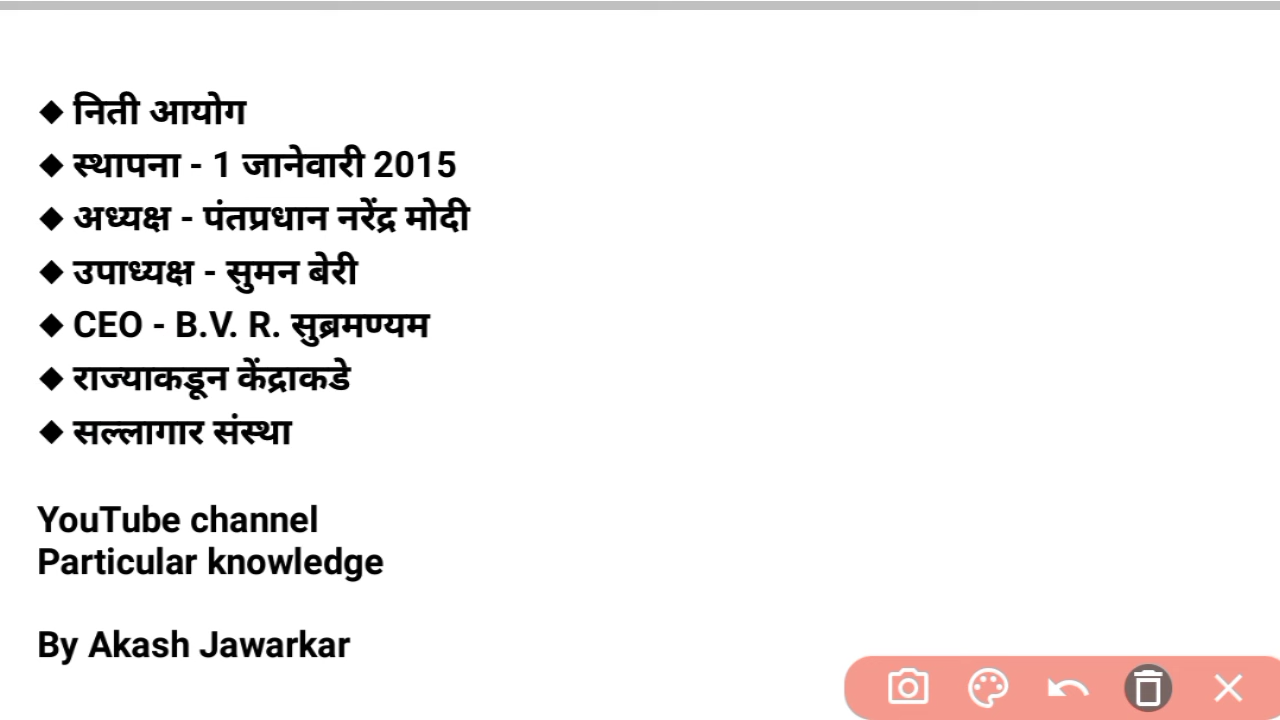 ◆ निती आयोग
◆ स्थापना - 1 जानेवारी 2015
◆ अध्यक्ष - पंतप्रधान नरेंद्र मोदी
◆ उपाध्यक्ष - सुमन बेरी
◆ CEO - B.V. R. सुब्रमण्यम
◆ राज्याकडून केंद्राकडे
◆ सल्लागार संस्था
YouTube channel
Particular knowledge
By Akash Jawarkar